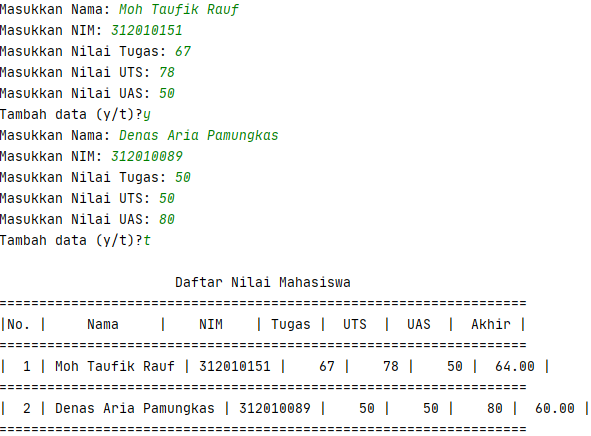 Masukkan Nama: Moh Taufik Rauf
Masukkan NIM: 312010151
Masukkan Nilai Tugas: 67
Masukkan Nilai UTS: 78
Masukkan Nilai UAS: 50
Tambah data (y/t)?y
Masukkan Nama: Denas Aria Pamungkas
Masukkan NIM: 312010089
Masukkan Nilai Tugas: 50
Masukkan Nilai UTS: 50
Masukkan Nilai UAS: 80
Tambah data (y/t)?t
Daftar Nilai Mahasiswa
==================================================================
|No. |     Nama     |    NIM    | Tugas |  UTS  |  UAS  |  Akhir |
==================================================================
|  1 | Moh Taufik Rauf | 312010151 |    67 |    78 |    50 |  64.00 |
==================================================================
|  2 | Denas Aria Pamungkas | 312010089 |    50 |    50 |    80 |  60.00 |
==================================================================